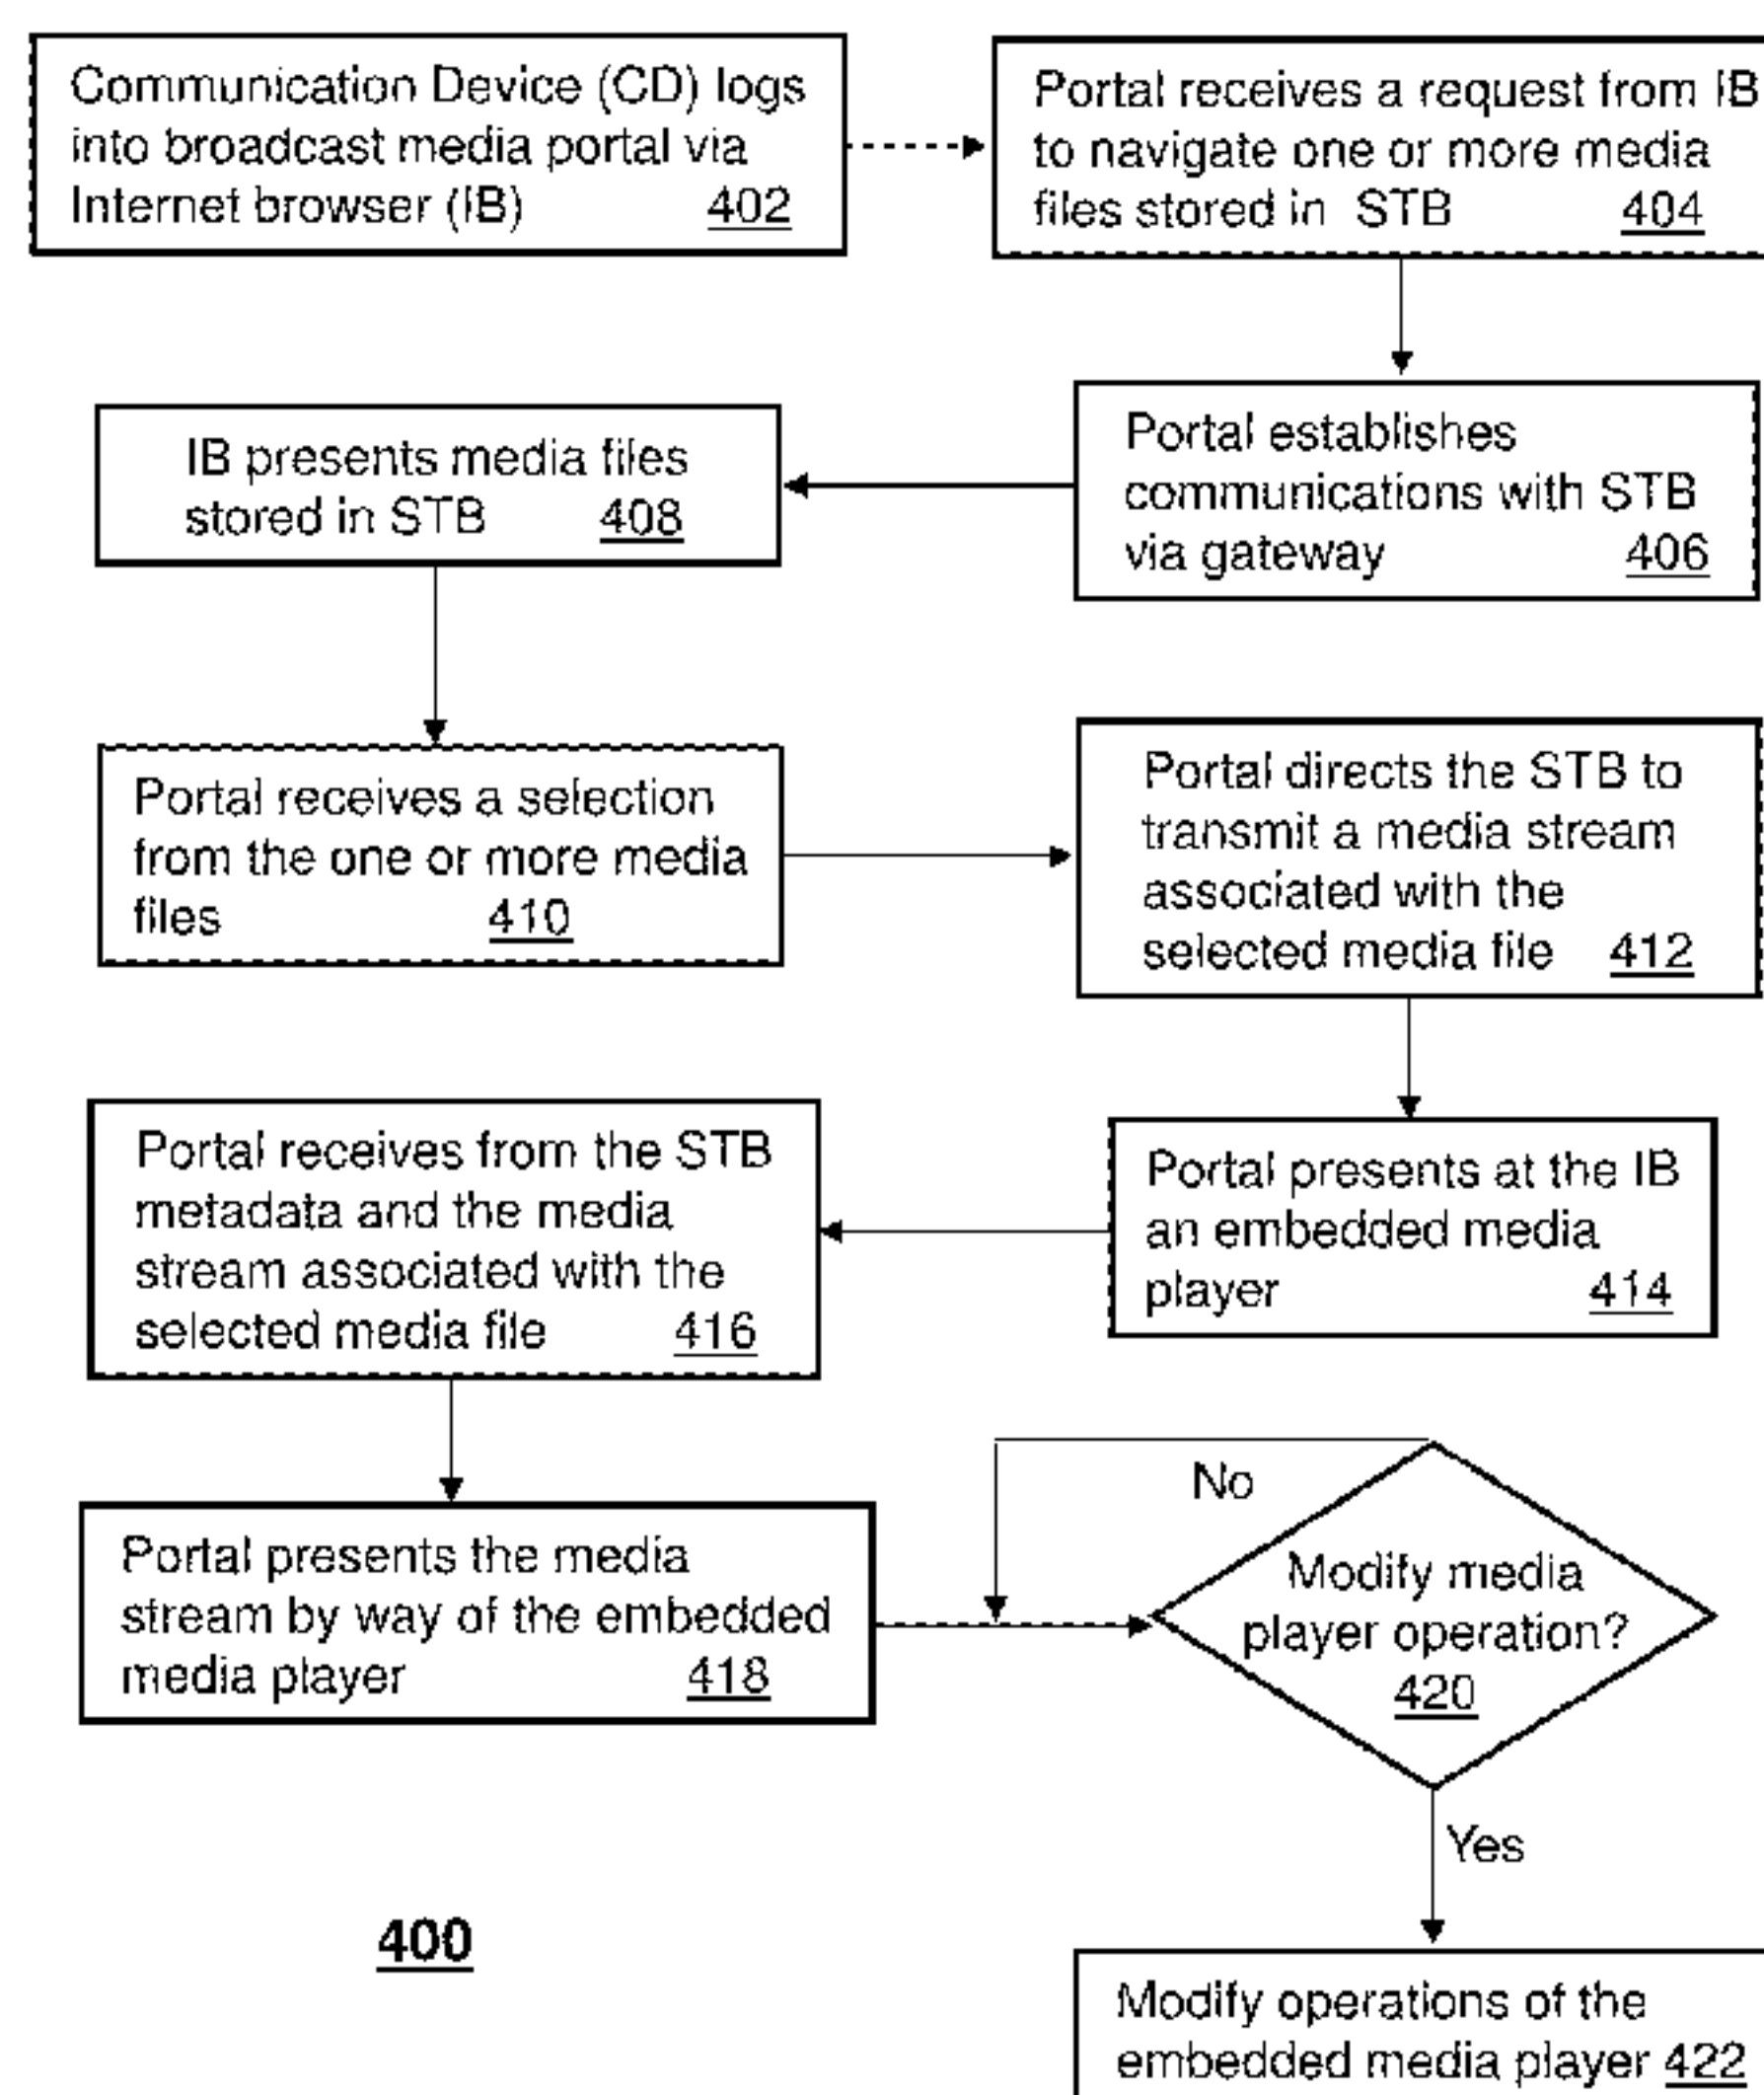 Communication Device (CD) logs
into broadcast media portal via
Internet browser (IB) 402
Portal receives a request from IB
to navigate one or more media
files stored in STB 404
Portal establishes
communications with STB
via gateway 406
IB presents media files
stored in STB 408
Portal receives a selection
from the one or more media
files 410
Portal directs the STB to
transmit a media stream
associated with the
selected media file 412
Portal presents at the IB
an embedded media
player 414
Portal receives from the STB
metadata and the media
stream associated with the
selected media file 416
Portal presents the media
stream by way of the embedded
media player 418
No
Modify media
player operation?
420
Yes
400
Modify operations of the
embedded media player 422